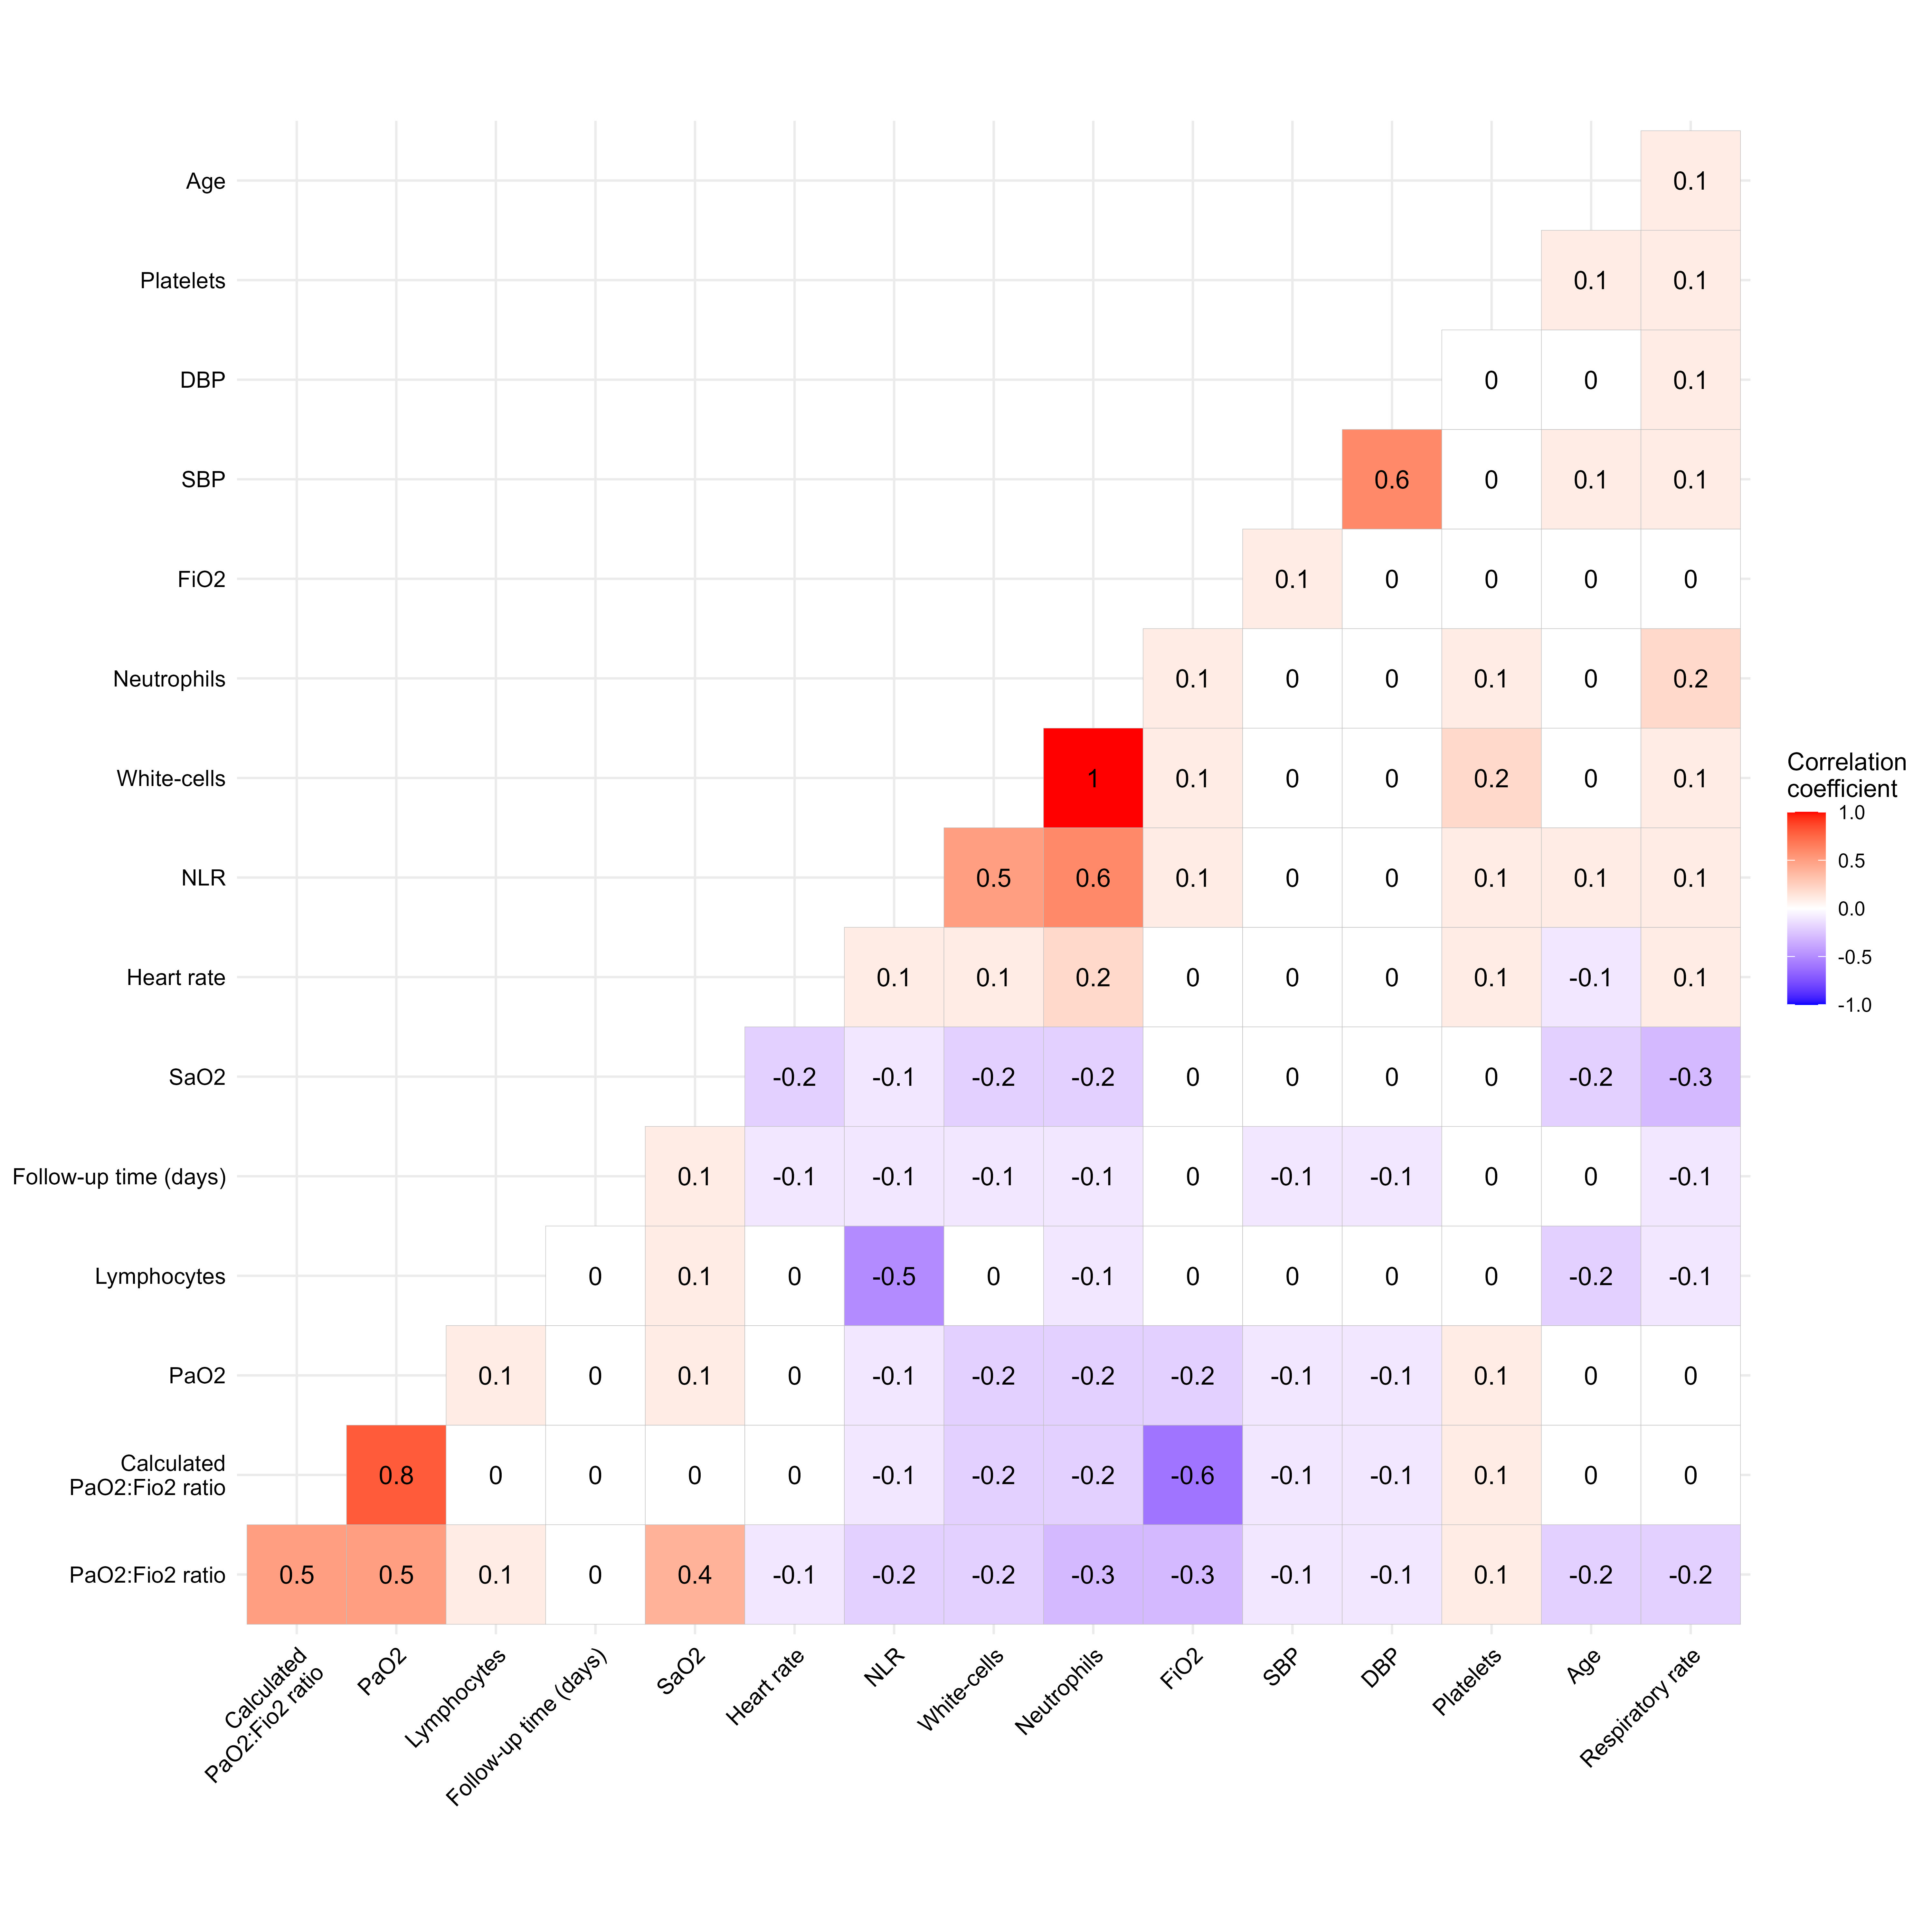 Age 0.1
Platelets 0.1 0.1
DBP 0 0 0.1
SBP 0.6 0 0.1 0.1
FiO2 0.1 0 0 0 0
Neutrophils 0.1 0 0 0.1 0 0.2
White-cells 1 0.1 0 0 0.2 0 0.1
NLR 0.5 0.6 0.1 0 0 0.1 0.1 0.1
Heart rate 0.1 0.1 0.2 0 0 0 0.1 -0.1 0.1
SaO2 -0.2 -0.1 -0.2 -0.2 0 0 0 0 -0.2 -0.3
Follow-up time (days) 0.1 -0.1 -0.1 -0.1 -0.1 0 -0.1 -0.1 0 0 -0.1
Lymphocytes 0 0.1 0 -0.5 0 -0.1 0 0 0 0 -0.2 -0.1
PaO2 0.1 0 0.1 0 -0.1 -0.2 -0.2 -0.2 -0.1 -0.1 0.1 0 0
Calculated
PaO2:Fio2 ratio 0.8 0 0 0 0 -0.1 -0.2 -0.2 -0.6 -0.1 -0.1 0.1 0 0
PaO2:Fio2 ratio 0.5 0.5 0.1 0 0.4 -0.1 -0.2 -0.2 -0.3 -0.3 -0.1 -0.1 0.1 -0.2 -0.2
Calculated
PaO2:Fio2 ratio
PaO2
Lymphocytes
Follow-up time (days)
SaO2
Heart rate
NLR
White-cells
Neutrophils
FiO2
SBP
DBP
Platelets
Age
Respiratory rate
Correlation
coefficient
1.0
0.5
0.0
-0.5
-1.0